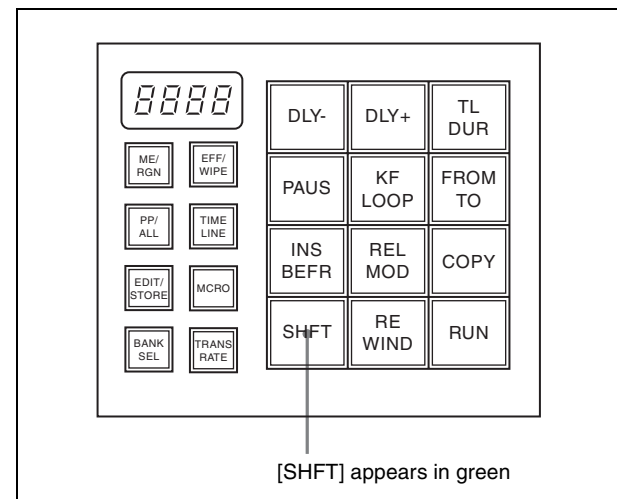 8888
ME/
RGN
EFF/
WIPE
PP/
ALL
TIME
LINE
EDIT/
STORE
MCRO
BANK
SEL
TRANS
RATE
DLY-
DLY+
TL
DUR
PAUS
KF
LOOP
FROM
TO
INS
BEFR
REL
MOD
COPY
SHFT
RE
WIND
RUN
[SHFT] appears in green